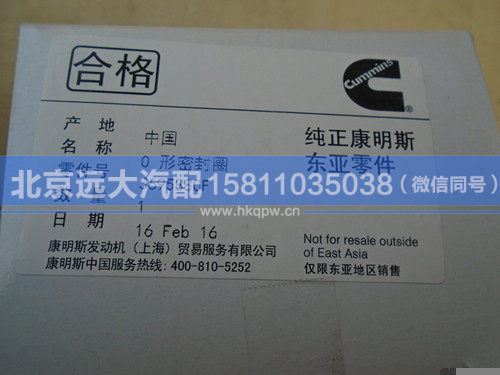 合格
Cummins
®
产 地 中国
名 称 O 形密封圈
零件号
数 量 1
日 期 16 Feb 16
纯正康明斯
东亚零件
北京远大汽配15811035038（微信同号）
www.hkqpw.cn
康明斯发动机（上海）贸易服务有限公司
康明斯中国服务热线: 400-810-5252
Not for resale outside
of East Asia
仅限东亚地区销售